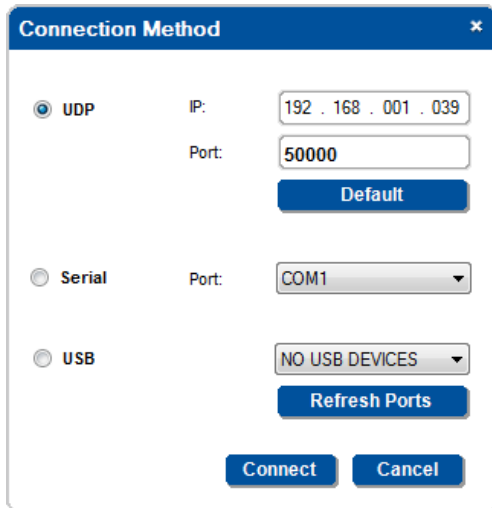 Connection Method ×
UDP IP: 192 . 168 . 001 . 039
Port: 50000
Default
Serial Port: COM1
USB NO USB DEVICES
Refresh Ports
Connect Cancel